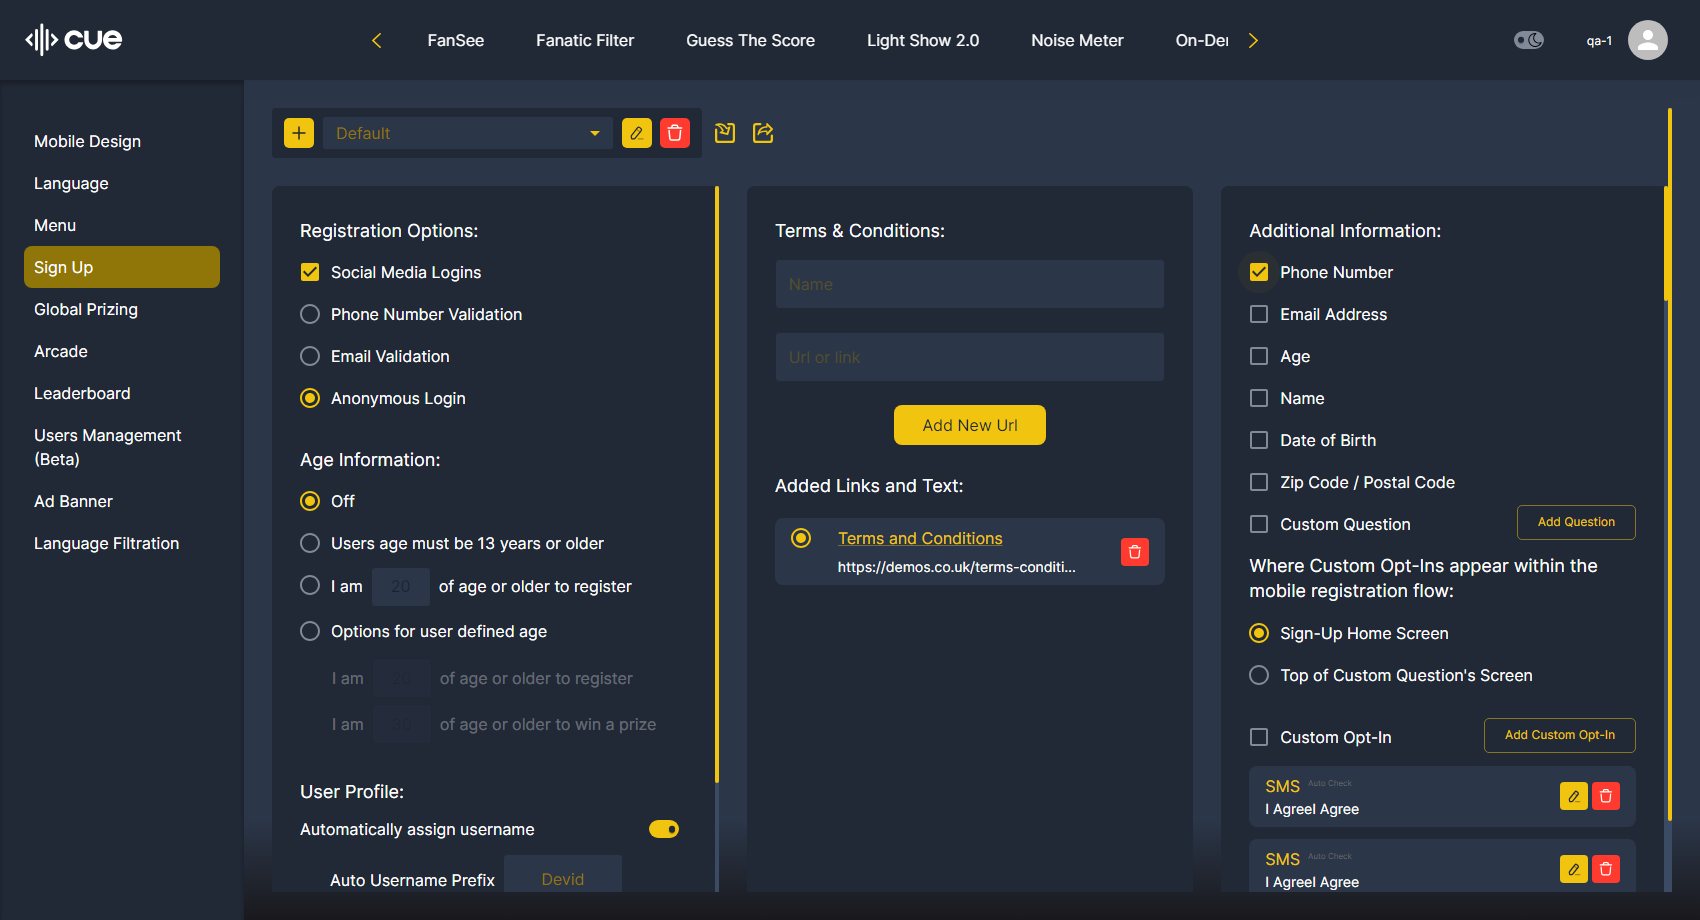 cue
FanSee
Fanatic Filter
Guess The Score
Light Show 2.0
Noise Meter
On-De
qa-1
Mobile Design
Language
Menu
Sign Up
Global Prizing
Arcade
Leaderboard
Users Management
(Beta)
Ad Banner
Language Filtration
Default
Registration Options:
Social Media Logins
Phone Number Validation
Email Validation
Anonymous Login
Age Information:
Off
Users age must be 13 years or older
I am 20 of age or older to register
Options for user defined age
I am 20 of age or older to register
I am of age or older to win a prize
User Profile:
Automatically assign username
Auto Username Prefix Devid
Terms & Conditions:
Name
Url or link
Add New Url
Added Links and Text:
Terms and Conditions
https://demos.co.uk/terms-conditi...
Additional Information:
Phone Number
Email Address
Age
Name
Date of Birth
Zip Code / Postal Code
Custom Question
Add Question
Where Custom Opt-Ins appear within the
mobile registration flow:
Sign-Up Home Screen
Top of Custom Question's Screen
Custom Opt-In
Add Custom Opt-In
SMS Auto Check
I AgreeI Agree
SMS Auto Check
I AgreeI Agree